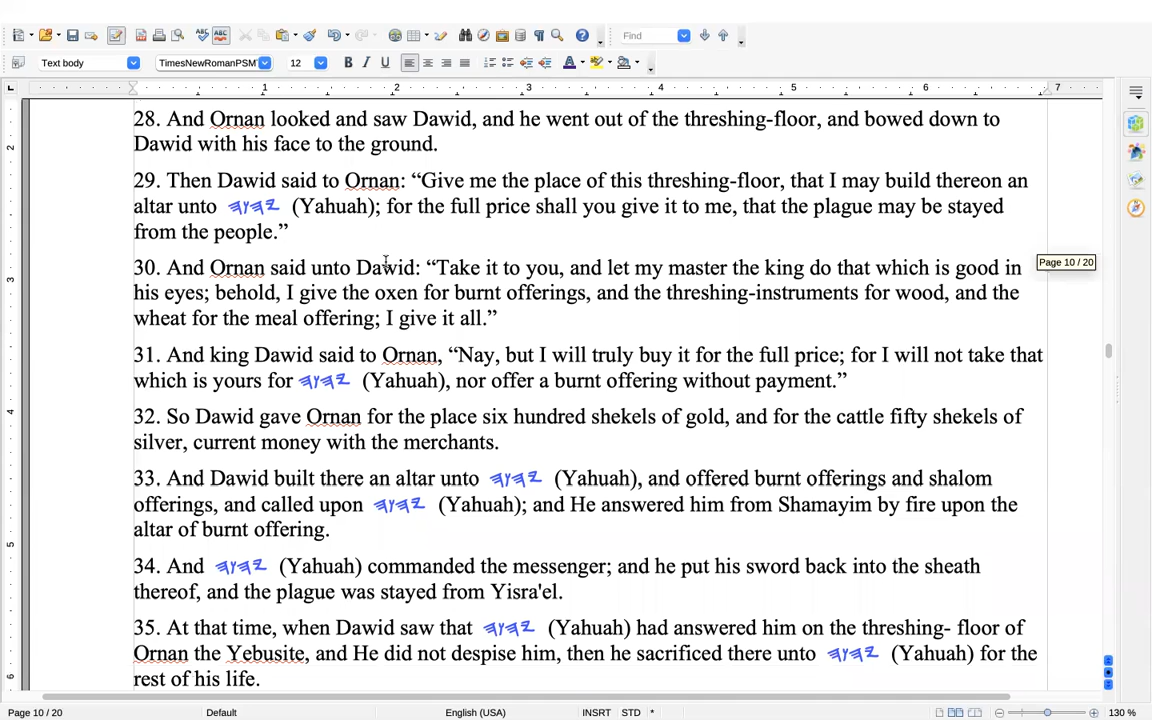 Find
Text body
TimesNewRomanPSMT
12
B I U
1 2 3 4 5 6 7
28. And Ornan looked and saw Dawid, and he went out of the threshing-floor, and bowed down to
Dawid with his face to the ground.
29. Then Dawid said to Ornan: “Give me the place of this threshing-floor, that I may build thereon an
altar unto 𐤉𐤄𐤅𐤄 (Yahuah); for the full price shall you give it to me, that the plague may be stayed
from the people.”
30. And Ornan said unto Dawid: “Take it to you, and let my master the king do that which is good in
his eyes; behold, I give the oxen for burnt offerings, and the threshing-instruments for wood, and the
wheat for the meal offering; I give it all.”
Page 10 / 20
31. And king Dawid said to Ornan, “Nay, but I will truly buy it for the full price; for I will not take that
which is yours for 𐤉𐤄𐤅𐤄 (Yahuah), nor offer a burnt offering without payment.”
32. So Dawid gave Ornan for the place six hundred shekels of gold, and for the cattle fifty shekels of
silver, current money with the merchants.
33. And Dawid built there an altar unto 𐤉𐤄𐤅𐤄 (Yahuah), and offered burnt offerings and shalom
offerings, and called upon 𐤉𐤄𐤅𐤄 (Yahuah); and He answered him from Shamayim by fire upon the
altar of burnt offering.
34. And 𐤉𐤄𐤅𐤄 (Yahuah) commanded the messenger; and he put his sword back into the sheath
thereof, and the plague was stayed from Yisra'el.
35. At that time, when Dawid saw that 𐤉𐤄𐤅𐤄 (Yahuah) had answered him on the threshing- floor of
Ornan the Yebusite, and He did not despise him, then he sacrificed there unto 𐤉𐤄𐤅𐤄 (Yahuah) for the
rest of his life.
Page 10 / 20
Default
English (USA)
INSRT
STD
*
130 %